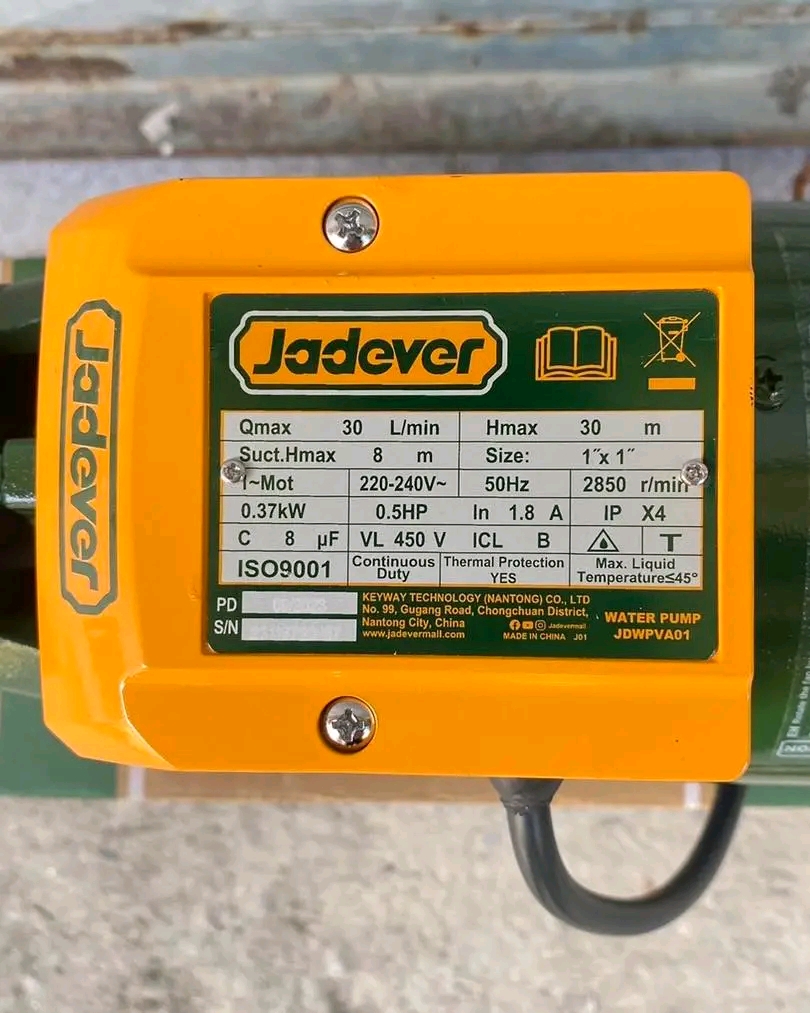 Jadever
Jadever
Qmax 30 L/min Hmax 30 m
Suct.Hmax 8 m Size: 1″x 1″
1~Mot 220-240V~ 50Hz 2850 r/min
0.37kW 0.5HP In 1.8 A IP X4
C 8 μF VL 450 V ICL B T
ISO9001 Continuous Duty Thermal Protection YES Max. Liquid Temperature≤45°
PD
S/N
KEYWAY TECHNOLOGY (NANTONG) CO., LTD
No. 99, Gugang Road, Chongchuan District,
Nantong City, China
www.jadevermall.com
Jadevermall
MADE IN CHINA J01
WATER PUMP
JDWPVA01